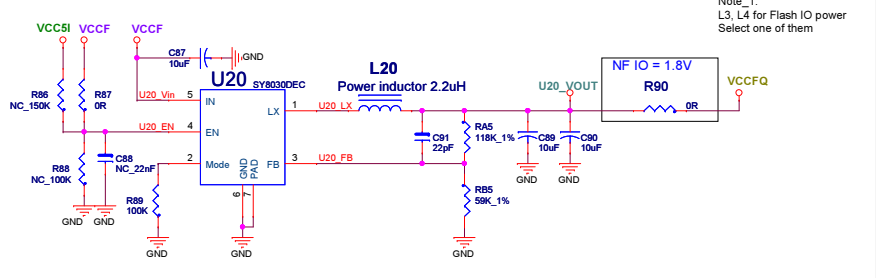 Note_1:
L3, L4 for Flash IO power
Select one of them
VCC5I VCCF VCCF
C87
10uF
GND
U20
SY8030DEC
L20
Power inductor 2.2uH
NF IO = 1.8V
U20_VOUT
R90
VCCFQ
0R
R86
NC_150K
R87
0R
U20_Vin 5 IN
LX 1 U20_LX
U20_EN 4 EN
C91
22pF
RA5
118K_1%
C89
10uF
C90
10uF
2 Mode
GND
PAD
FB 3 U20_FB
R88
NC_100K
C88
NC_22nF
GND GND
R89
100K
6 7
RB5
59K_1%
GND GND
GND
GND
GND